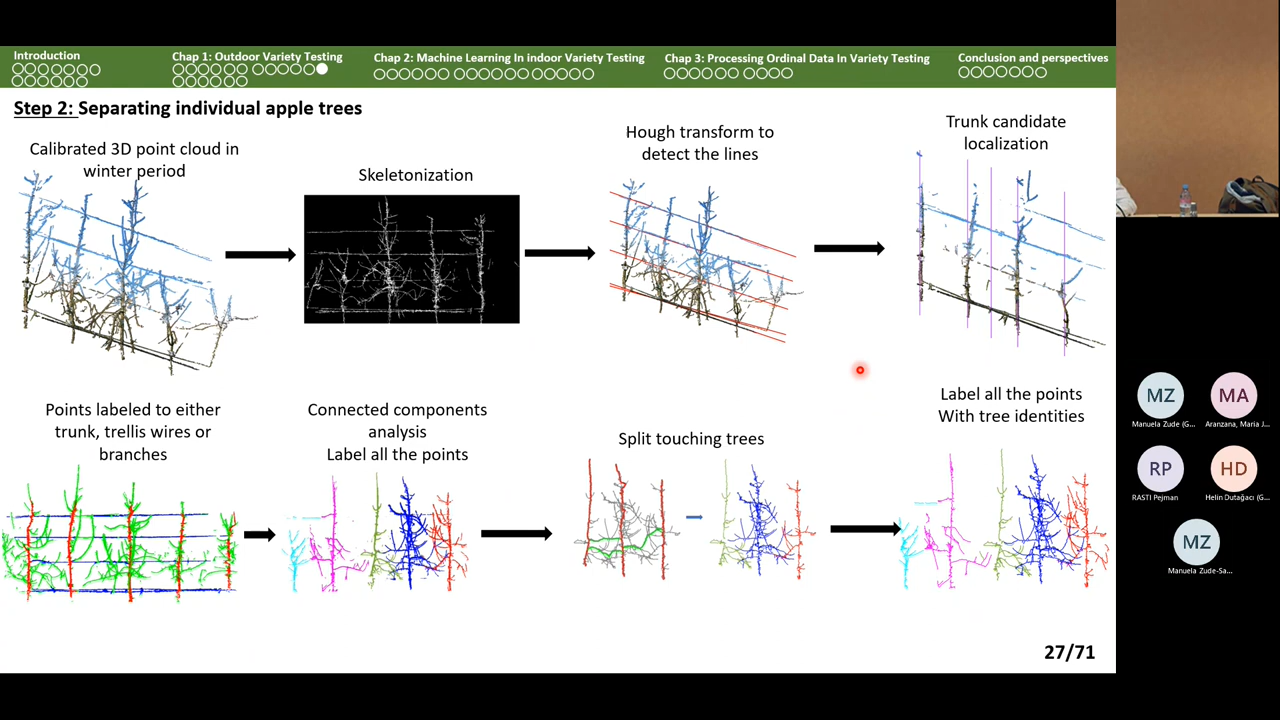 Introduction
Chap 1: Outdoor Variety Testing
Chap 2: Machine Learning In indoor Variety Testing
Chap 3: Processing Ordinal Data In Variety Testing
Conclusion and perspectives
Step 2: Separating individual apple trees
Calibrated 3D point cloud in
winter period
Skeletonization
Hough transform to
detect the lines
Trunk candidate
localization
Points labeled to either
trunk, trellis wires or
branches
Connected components
analysis
Label all the points
Split touching trees
Label all the points
With tree identities
27/71
MZ
Manuela Zude (G...
MA
Aranzana, Maria J...
RP
RASTI Pejman
HD
Helin Dutağacı (G...
MZ
Manuela Zude-Sa...